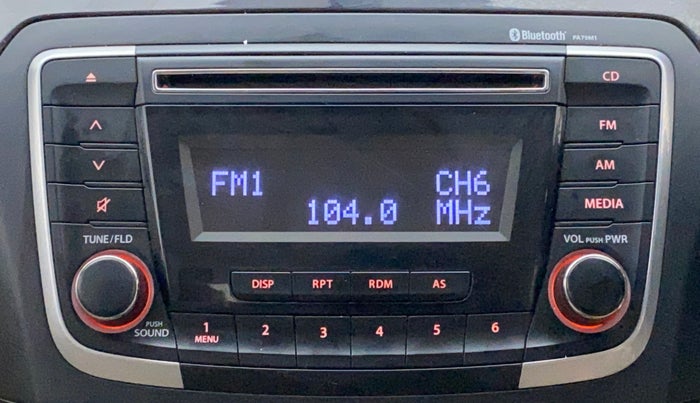 Bluetooth PA79M1
CD
FM
AM
MEDIA
FM1 CH6
104.0 MHz
TUNE/FLD
VOL PUSH PWR
DISP RPT RDM AS
PUSH
SOUND
1 2 3 4 5 6
MENU